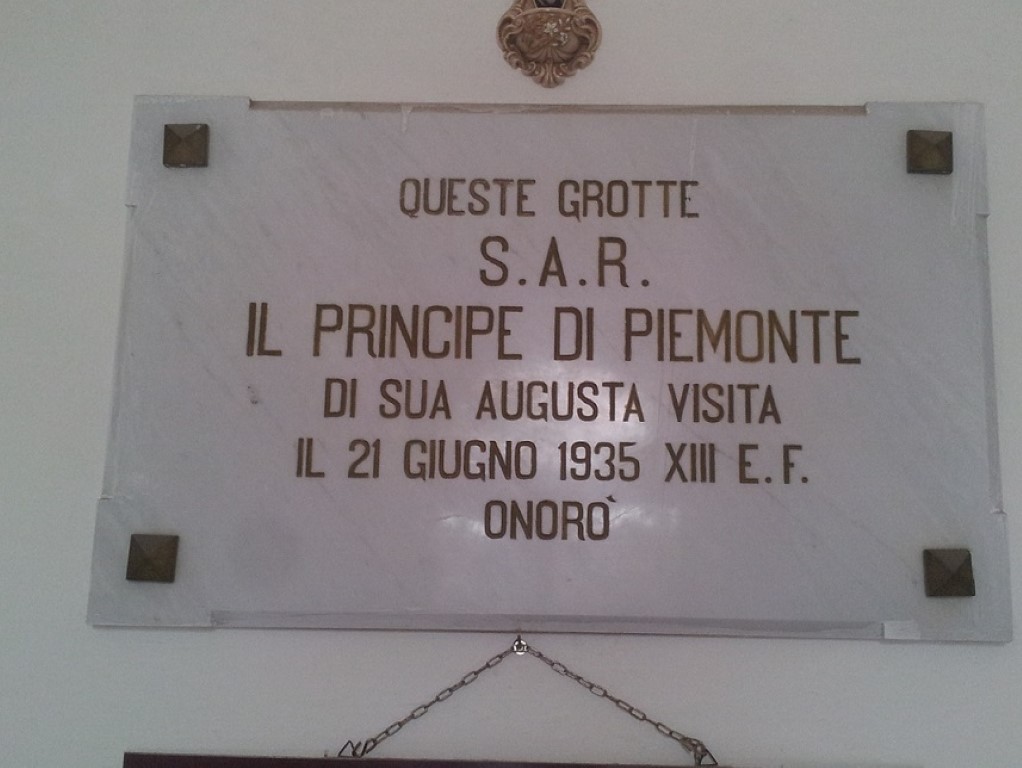 QUESTE GROTTE
S.A.R.
IL PRINCIPE DI PIEMONTE
DI SUA AUGUSTA VISITA
IL 21 GIUGNO 1935 XIII E.F.
ONORÒ